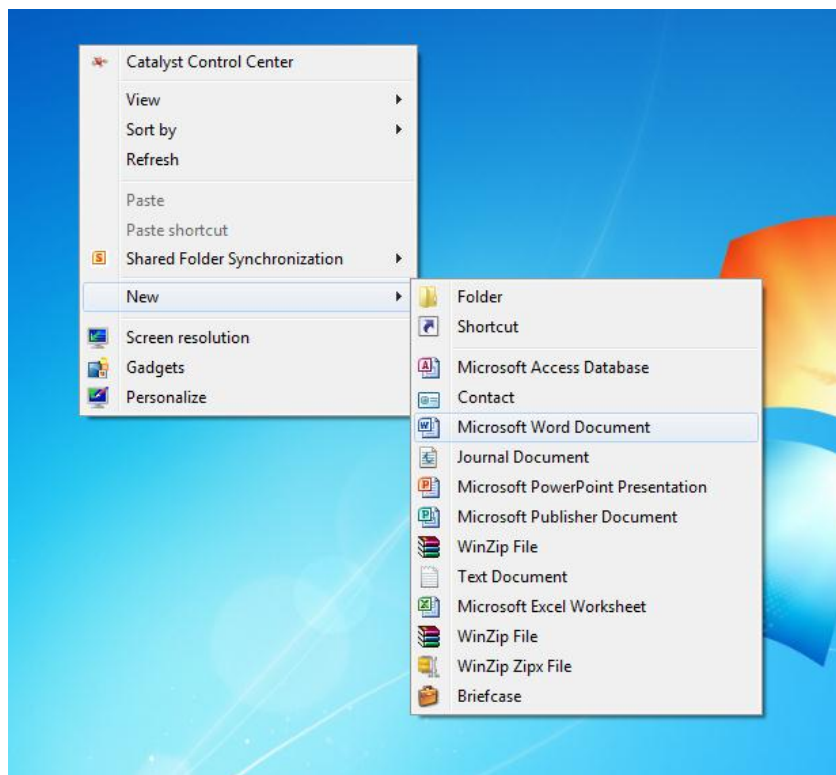 Catalyst Control Center
View
Sort by
Refresh
Paste
Paste shortcut
Shared Folder Synchronization
New
Screen resolution
Gadgets
Personalize
Folder
Shortcut
Microsoft Access Database
Contact
Microsoft Word Document
Journal Document
Microsoft PowerPoint Presentation
Microsoft Publisher Document
WinZip File
Text Document
Microsoft Excel Worksheet
WinZip File
WinZip Zipx File
Briefcase